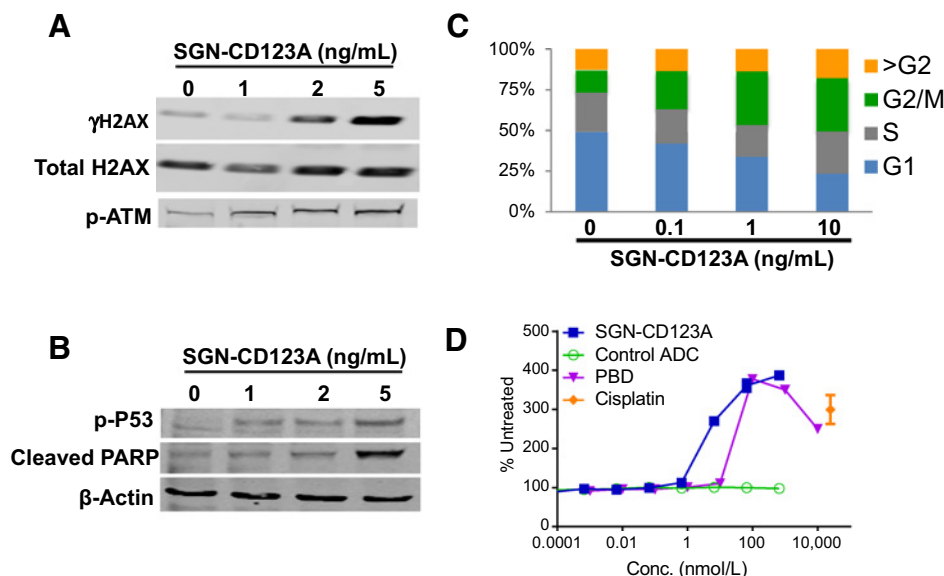 A
SGN-CD123A (ng/mL)
0 1 2 5
γH2AX
Total H2AX
p-ATM
B
SGN-CD123A (ng/mL)
0 1 2 5
p-P53
Cleaved PARP
β-Actin
C
100%
75%
50%
25%
0%
0 0.1 1 10
SGN-CD123A (ng/mL)
>G2
G2/M
S
G1
D
SGN-CD123A
Control ADC
PBD
Cisplatin
% Untreated
500
400
300
200
100
0
0.0001 0.01 1 100 10,000
Conc. (nmol/L)